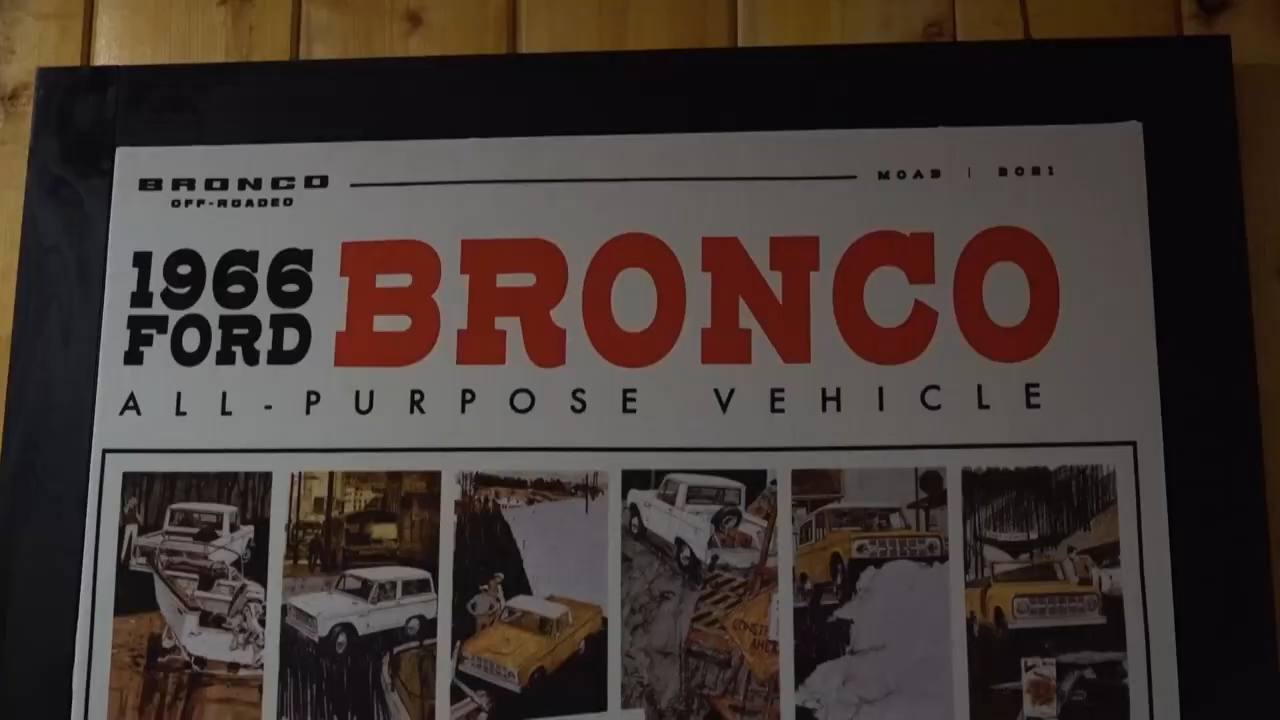 BRONCO
OFF-ROADEO
MOAB | 2021
1966
FORD
BRONCO
ALL-PURPOSE VEHICLE